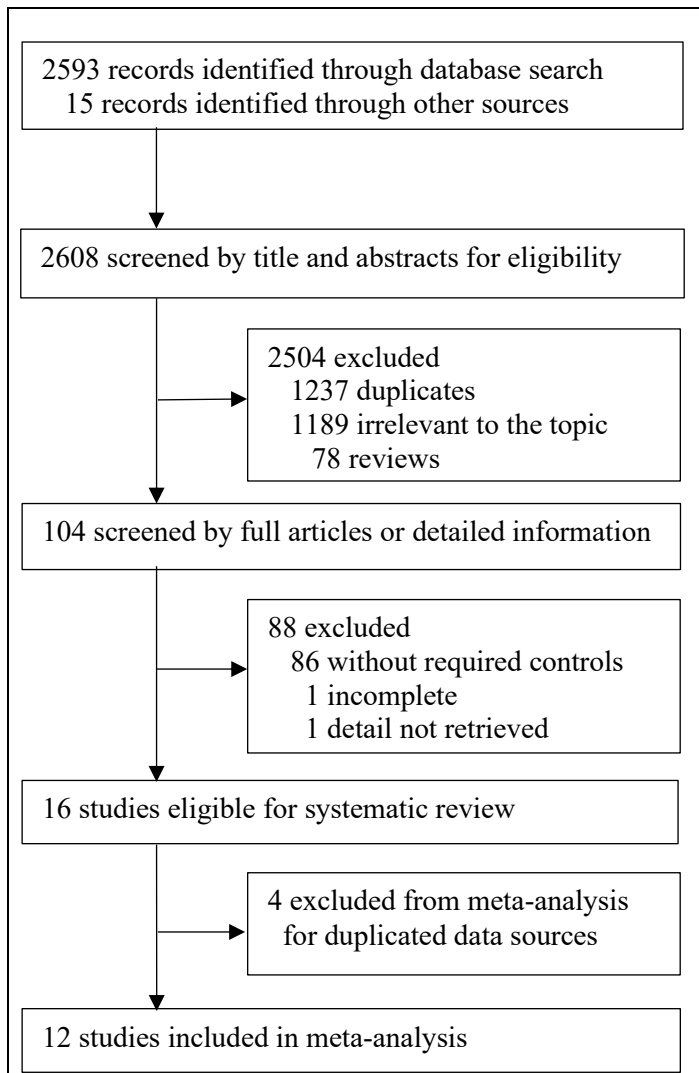 2593 records identified through database search
15 records identified through other sources
2608 screened by title and abstracts for eligibility
2504 excluded
1237 duplicates
1189 irrelevant to the topic
78 reviews
104 screened by full articles or detailed information
88 excluded
86 without required controls
1 incomplete
1 detail not retrieved
16 studies eligible for systematic review
4 excluded from meta-analysis
for duplicated data sources
12 studies included in meta-analysis